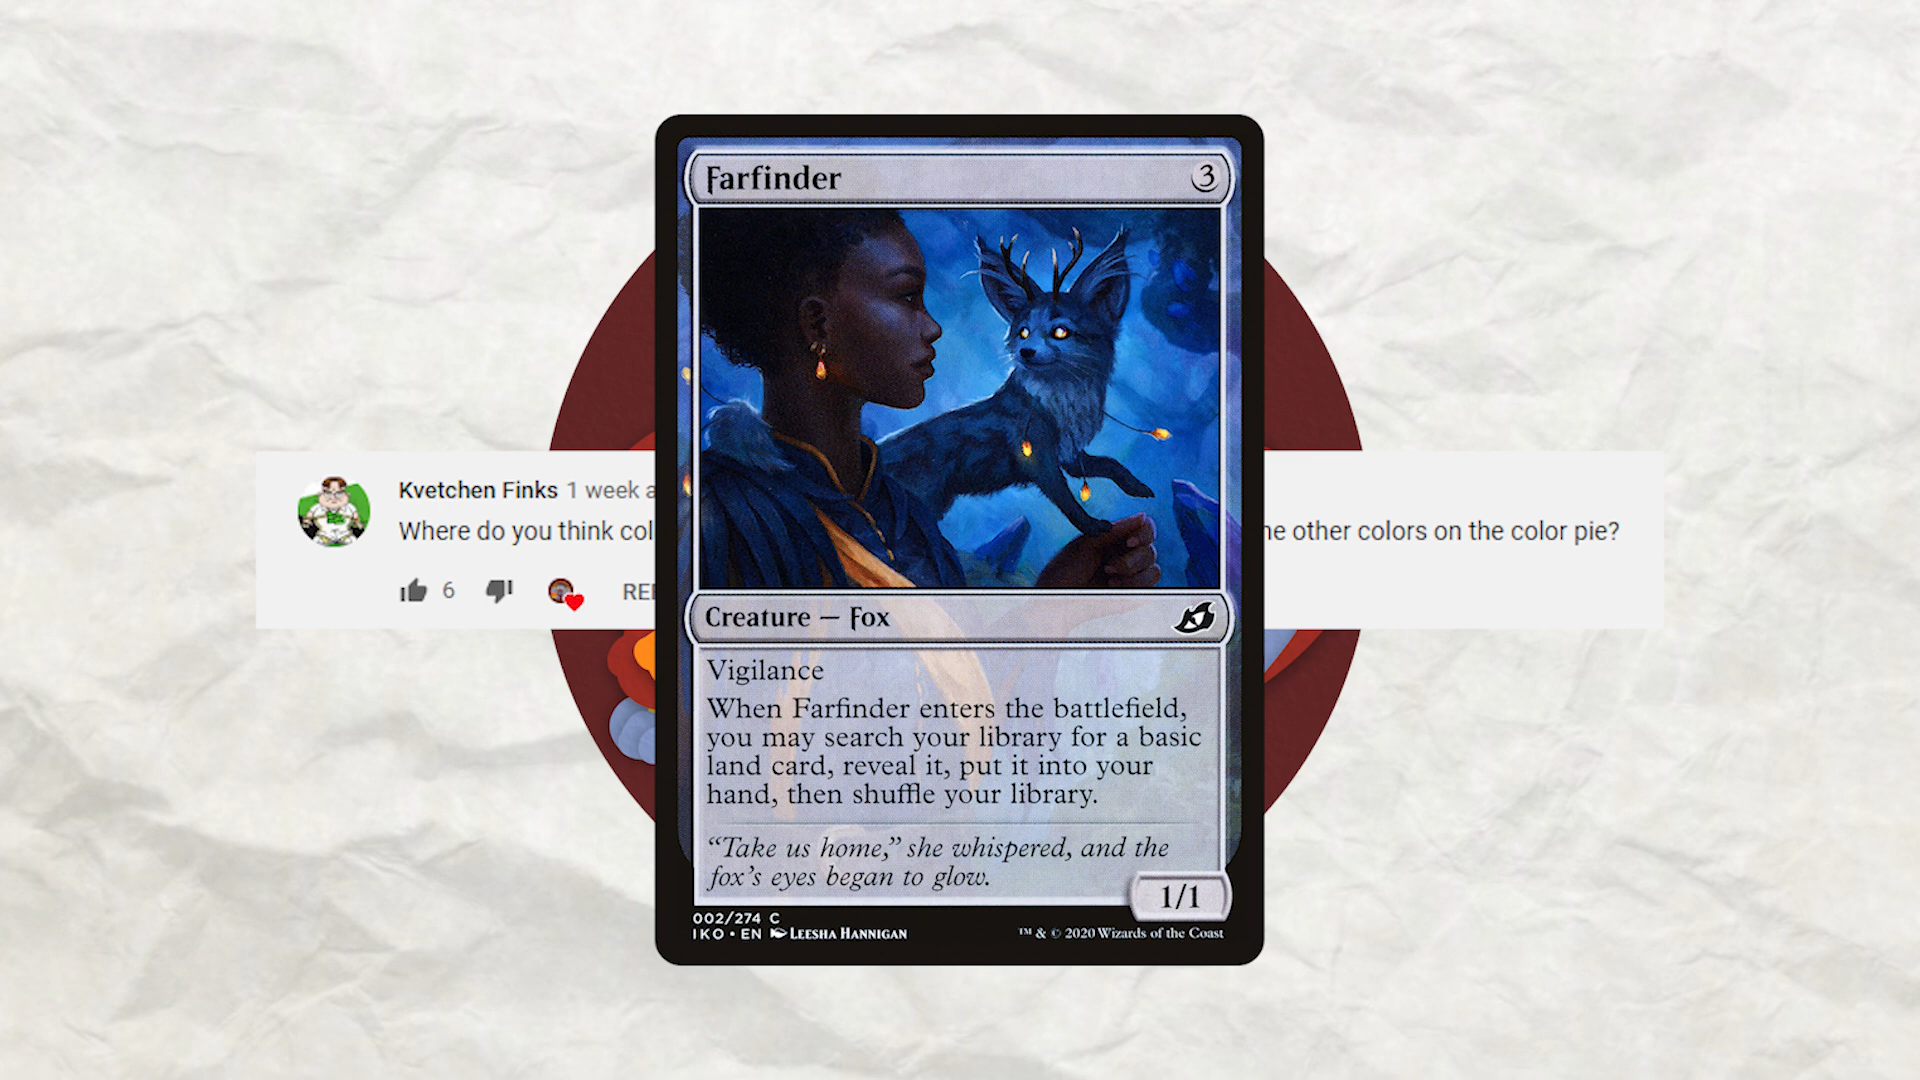 Farfinder 3
Kvetchen Finks 1 week
Where do you think
other colors on the color pie?
6
Creature — Fox
Vigilance
When Farfinder enters the battlefield,
you may search your library for a basic
land card, reveal it, put it into your
hand, then shuffle your library.
“Take us home,” she whispered, and the
fox’s eyes began to glow.
1/1
002/274 C
IKO • EN LEESHA HANNIGAN
™ & © 2020 Wizards of the Coast